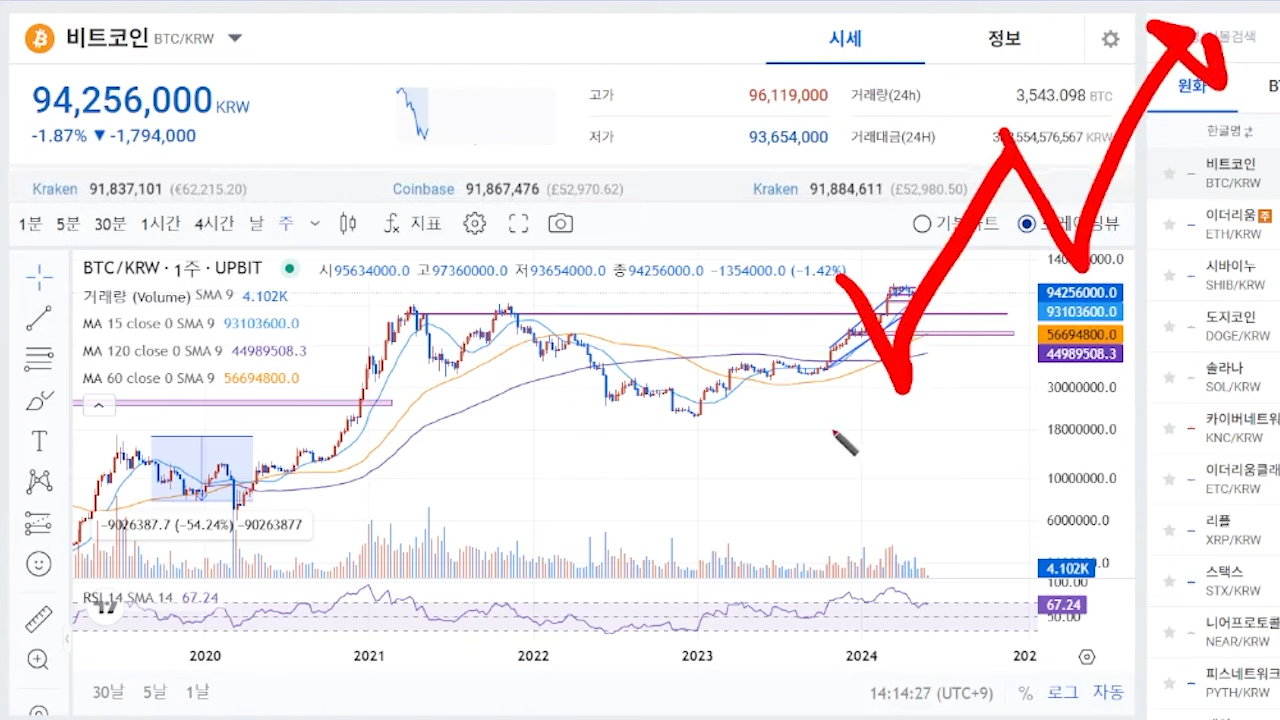 비트코인 BTC/KRW
시세
정보
94,256,000 KRW
-1.87% ▼ -1,794,000
고가 96,119,000
거래량(24h) 3,543.098 BTC
저가 93,654,000
거래대금(24H) 554,576,567 KRW
Kraken 91,837,101 (€62,215.20)
Coinbase 91,867,476 (£52,970.62)
Kraken 91,884,611 (£52,980.50)
1분 5분 30분 1시간 4시간 날 주
지표
BTC/KRW · 1주 · UPBIT
시95634000.0 고97360000.0 저93654000.0 종94256000.0 −1354000.0 (−1.42%)
거래량 (Volume) SMA 9 4.102K
MA 15 close 0 SMA 9 93103600.0
MA 120 close 0 SMA 9 44989508.3
MA 60 close 0 SMA 9 56694800.0
−9026387.7 (−54.24%) −90263877
94256000.0
93103600.0
56694800.0
44989508.3
30000000.0
18000000.0
10000000.0
6000000.0
4.102K
RSI 14 SMA 14 67.24
100.00
67.24
50.00
2020 2021 2022 2023 2024 202
30날 5날 1날
14:14:27 (UTC+9) % 로그 자동
원화
한글명
비트코인
BTC/KRW
이더리움 주
ETH/KRW
시바이누
SHIB/KRW
도지코인
DOGE/KRW
솔라나
SOL/KRW
카이버네트워
KNC/KRW
이더리움클래
ETC/KRW
리플
XRP/KRW
스택스
STX/KRW
니어프로토콜
NEAR/KRW
피스네트워크
PYTH/KRW